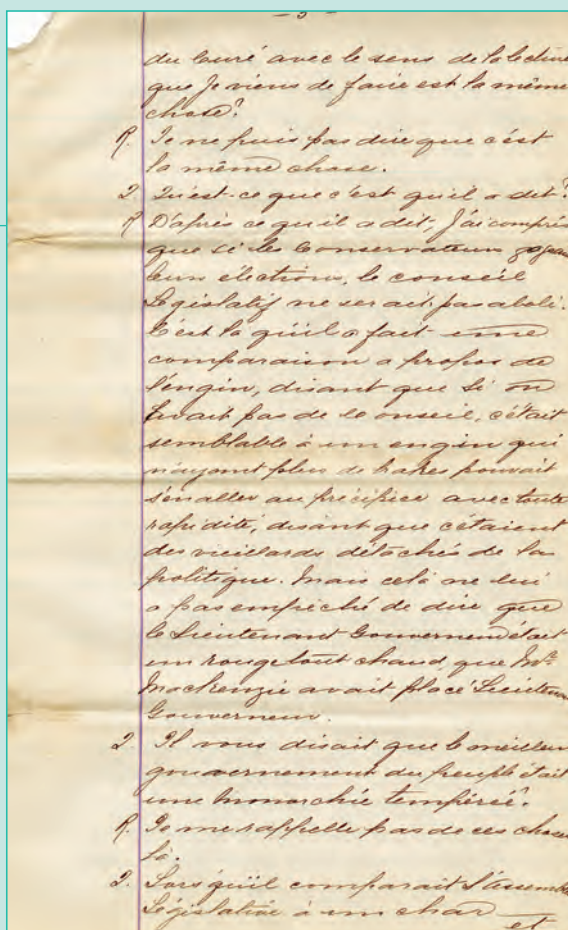 — 5 —
du Curé avec le sens de la lecture
que je viens de faire est la même
chose?
R. Je ne puis pas dire que c'est
la même chose.
Q. Qu'est-ce que c'est qu'il a dit?
R. D'après ce qu'il a dit, j'ai compris
que si les Conservateurs
leurs élections, le conseil
Législatif ne serait pas aboli.
C'est là qu'il a fait une
comparaison a propos de
l'engin, disant que si on
avait pas de conseil, c'était
semblable à un engin qui
n'ayant plus de brakes pouvait
s'en aller au précipice avec toute
rapidité, disant que c'étaient
des vieillards détachés de la
politique. Mais celà ne lui
a pas empêché de dire que
le Lieutenant Gouverneur était
un rouge tout chaud, que Mr.
Mackenzie avait placé Lieutenant
Gouverneur.
Q. Il vous disait que le meilleur
gouvernement du peuple était
une monarchie tempérée?
R. Je me rappelle pas de ces choses
là.
Q. Lorsqu'il comparait l'Assemblée
Législative à un char
et